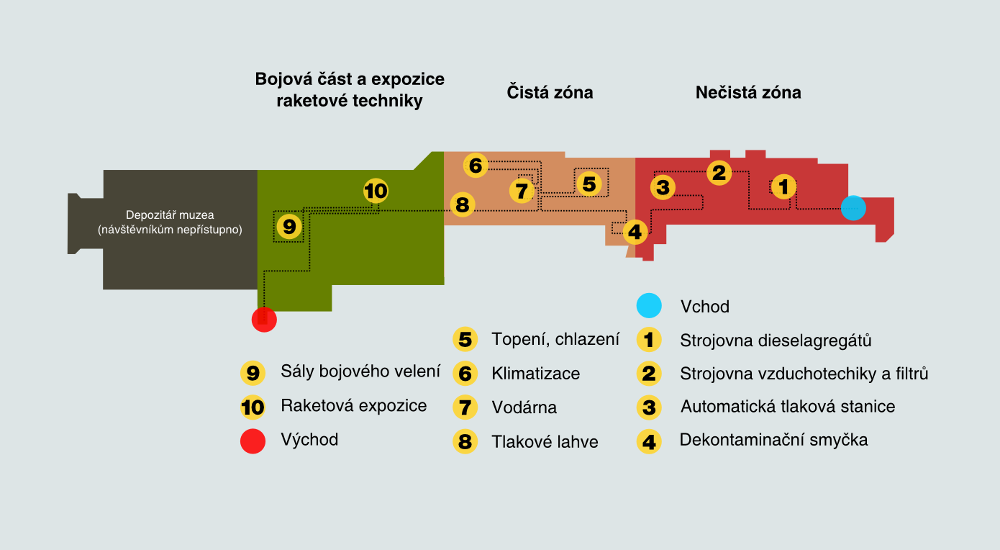 Bojová část a expozice
raketové techniky
Čistá zóna
Nečistá zóna
6
7
5
8
10
9
4
3
2
1
Depozitář muzea
(návštěvníkům nepřístupno)
9 Sály bojového velení
10 Raketová expozice
Východ
5 Topení, chlazení
6 Klimatizace
7 Vodárna
8 Tlakové lahve
Vchod
1 Strojovna dieselagregátů
2 Strojovna vzduchotechiky a filtrů
3 Automatická tlaková stanice
4 Dekontaminační smyčka